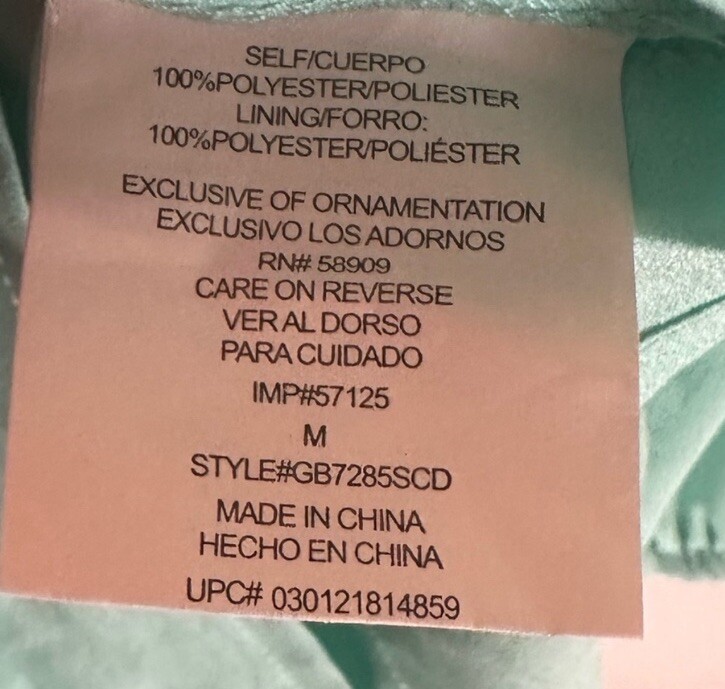 SELF/CUERPO
100%POLYESTER/POLIESTER
LINING/FORRO:
100%POLYESTER/POLIÉSTER
EXCLUSIVE OF ORNAMENTATION
EXCLUSIVO LOS ADORNOS
RN# 58909
CARE ON REVERSE
VER AL DORSO
PARA CUIDADO
IMP#57125
M
STYLE#GB7285SCD
MADE IN CHINA
HECHO EN CHINA
UPC# 030121814859